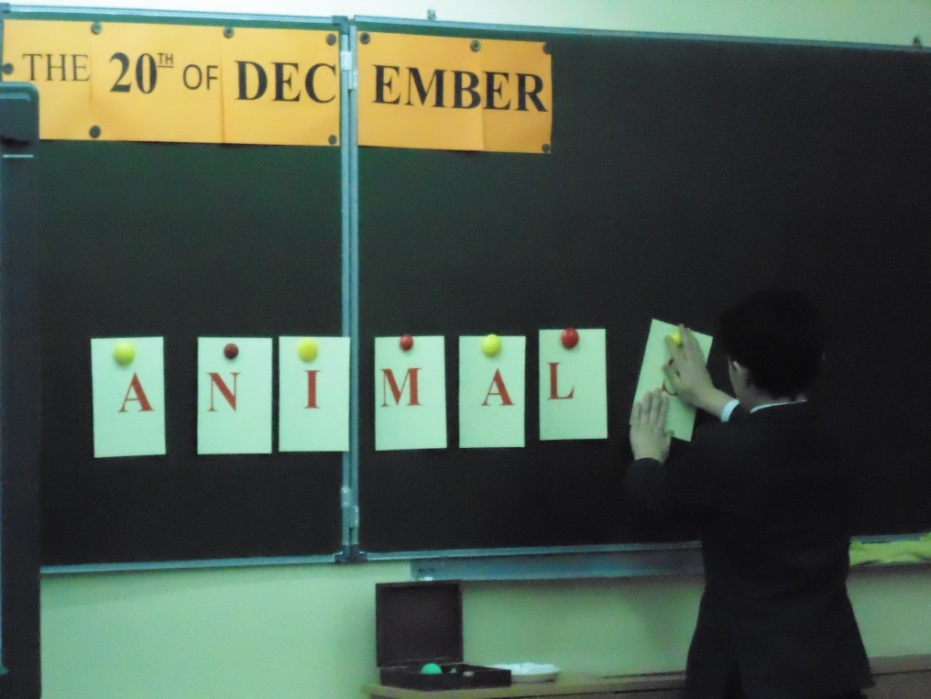 THE 20TH OF DECEMBER
ANIMAL